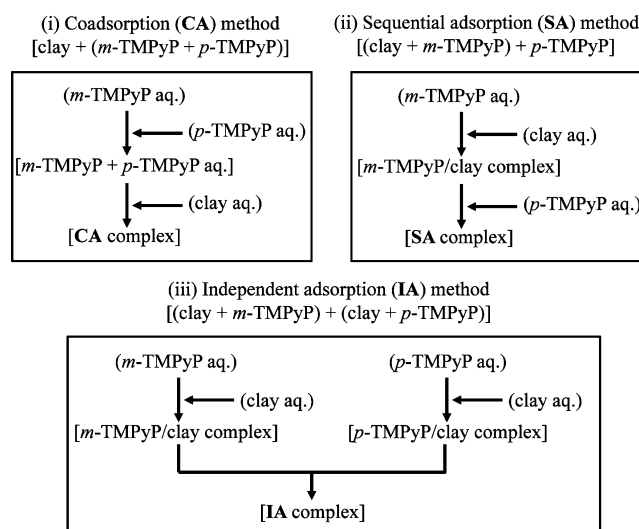 (i) Coadsorption (CA) method
[clay + (m-TMPyP + p-TMPyP)]
(m-TMPyP aq.)
(p-TMPyP aq.)
[m-TMPyP + p-TMPyP aq.]
(clay aq.)
[CA complex]
(ii) Sequential adsorption (SA) method
[(clay + m-TMPyP) + p-TMPyP]
(m-TMPyP aq.)
(clay aq.)
[m-TMPyP/clay complex]
(p-TMPyP aq.)
[SA complex]
(iii) Independent adsorption (IA) method
[(clay + m-TMPyP) + (clay + p-TMPyP)]
(m-TMPyP aq.)
(clay aq.)
[m-TMPyP/clay complex]
(p-TMPyP aq.)
(clay aq.)
[p-TMPyP/clay complex]
[IA complex]